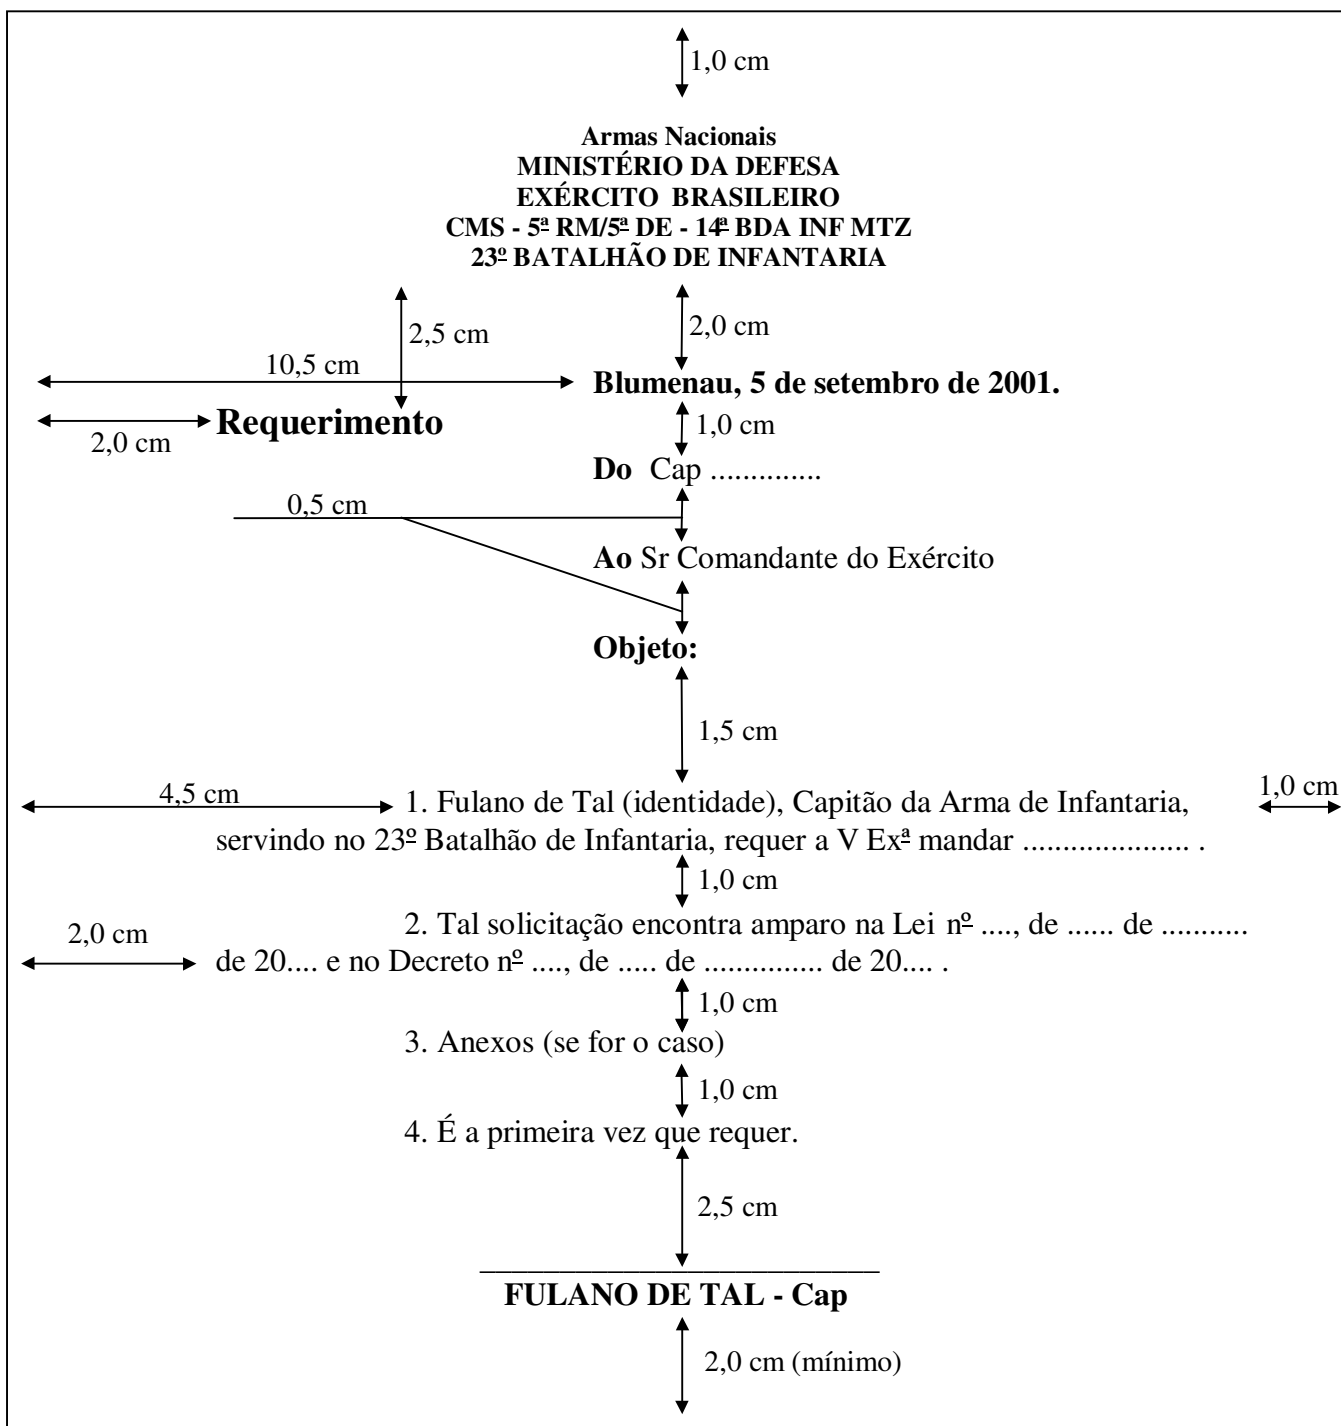 1,0 cm
Armas Nacionais
MINISTÉRIO DA DEFESA
EXÉRCITO BRASILEIRO
CMS - 5ª RM/5ª DE - 14ª BDA INF MTZ
23º BATALHÃO DE INFANTARIA
2,5 cm
2,0 cm
10,5 cm
Blumenau, 5 de setembro de 2001.
2,0 cm
Requerimento
1,0 cm
Do Cap ..............
0,5 cm
Ao Sr Comandante do Exército
Objeto:
1,5 cm
4,5 cm
1. Fulano de Tal (identidade), Capitão da Arma de Infantaria,
1,0 cm
servindo no 23º Batalhão de Infantaria, requer a V Exª mandar ..................... .
1,0 cm
2. Tal solicitação encontra amparo na Lei nº ...., de ...... de ...........
2,0 cm
de 20.... e no Decreto nº ...., de ..... de ............... de 20.... .
1,0 cm
3. Anexos (se for o caso)
1,0 cm
4. É a primeira vez que requer.
2,5 cm
_________________________
FULANO DE TAL - Cap
2,0 cm (mínimo)